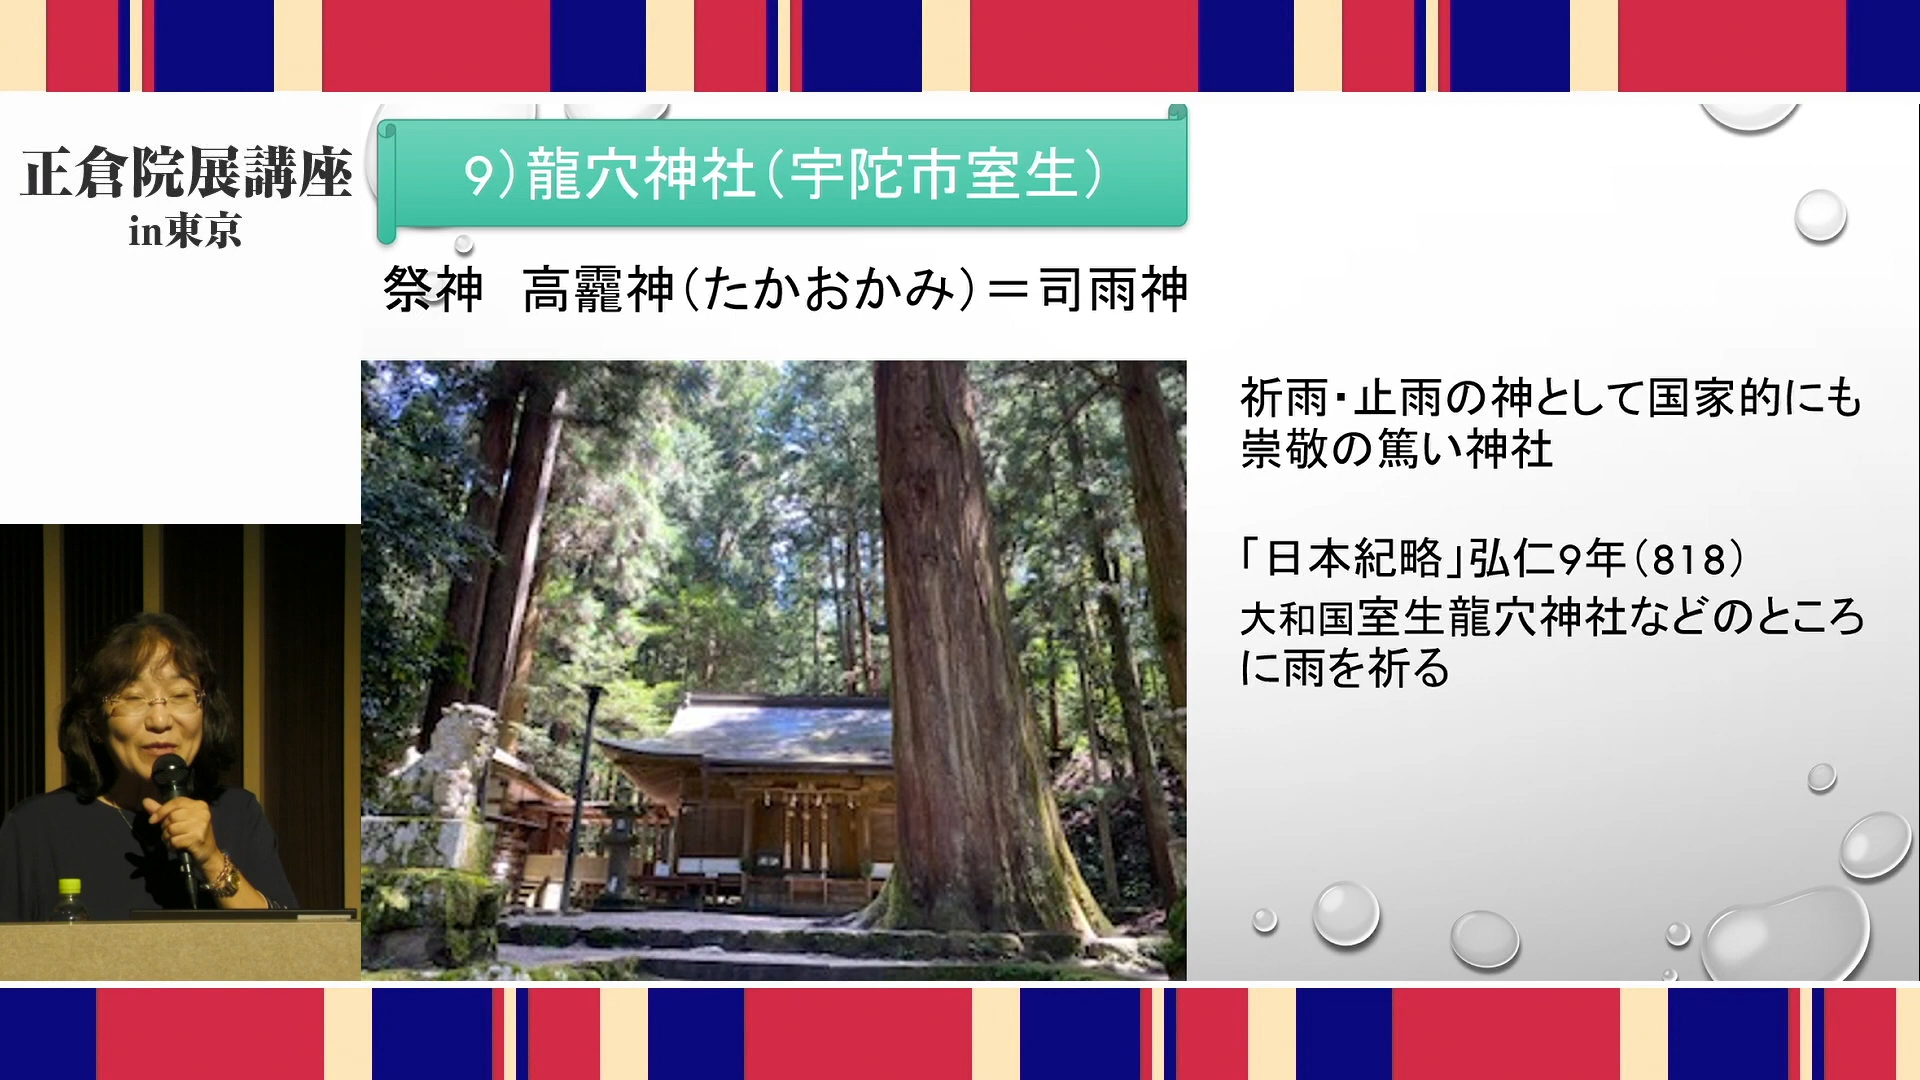 正倉院展講座
in東京
9）龍穴神社（宇陀市室生）
祭神　高龗神（たかおかみ）＝司雨神
祈雨・止雨の神として国家的にも
崇敬の篤い神社
「日本紀略」弘仁9年（818）
大和国室生龍穴神社などのところ
に雨を祈る